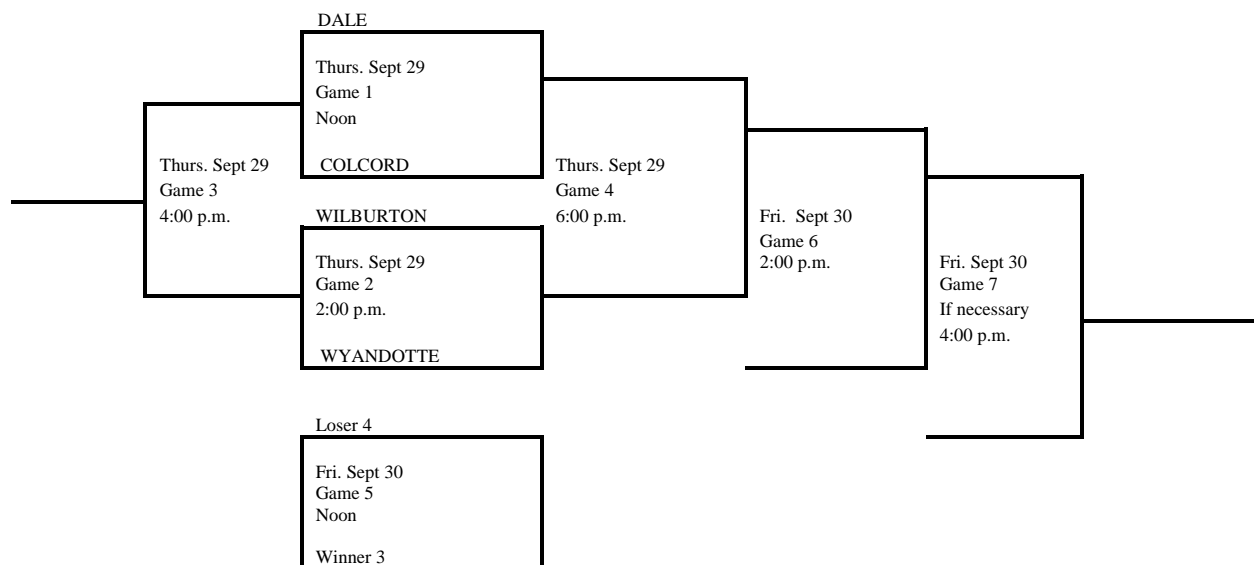 DALE
Thurs. Sept 29
Game 1
Noon
COLCORD
Thurs. Sept 29
Game 3
4:00 p.m.
Thurs. Sept 29
Game 4
6:00 p.m.
WILBURTON
Thurs. Sept 29
Game 2
2:00 p.m.
WYANDOTTE
Fri. Sept 30
Game 6
2:00 p.m.
Fri. Sept 30
Game 7
If necessary
4:00 p.m.
Loser 4
Fri. Sept 30
Game 5
Noon
Winner 3